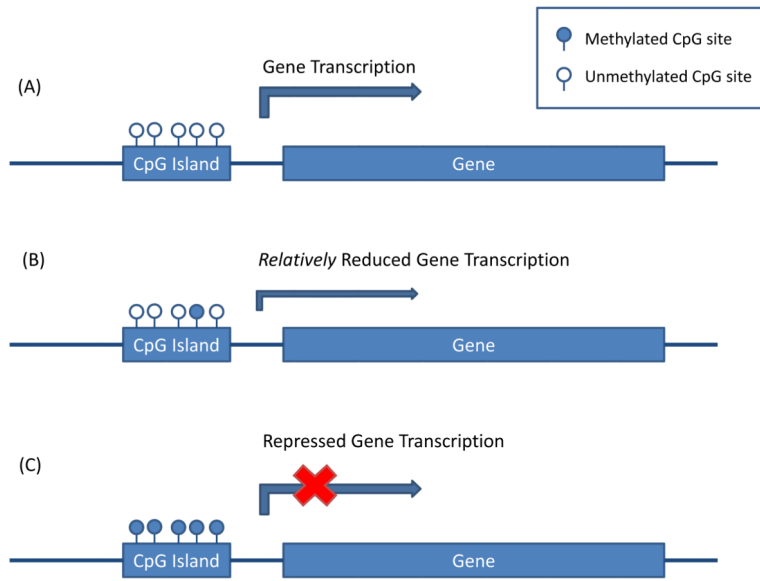 Methylated CpG site
Unmethylated CpG site
(A)
Gene Transcription
CpG Island
Gene
(B)
Relatively Reduced Gene Transcription
CpG Island
Gene
(C)
Repressed Gene Transcription
CpG Island
Gene